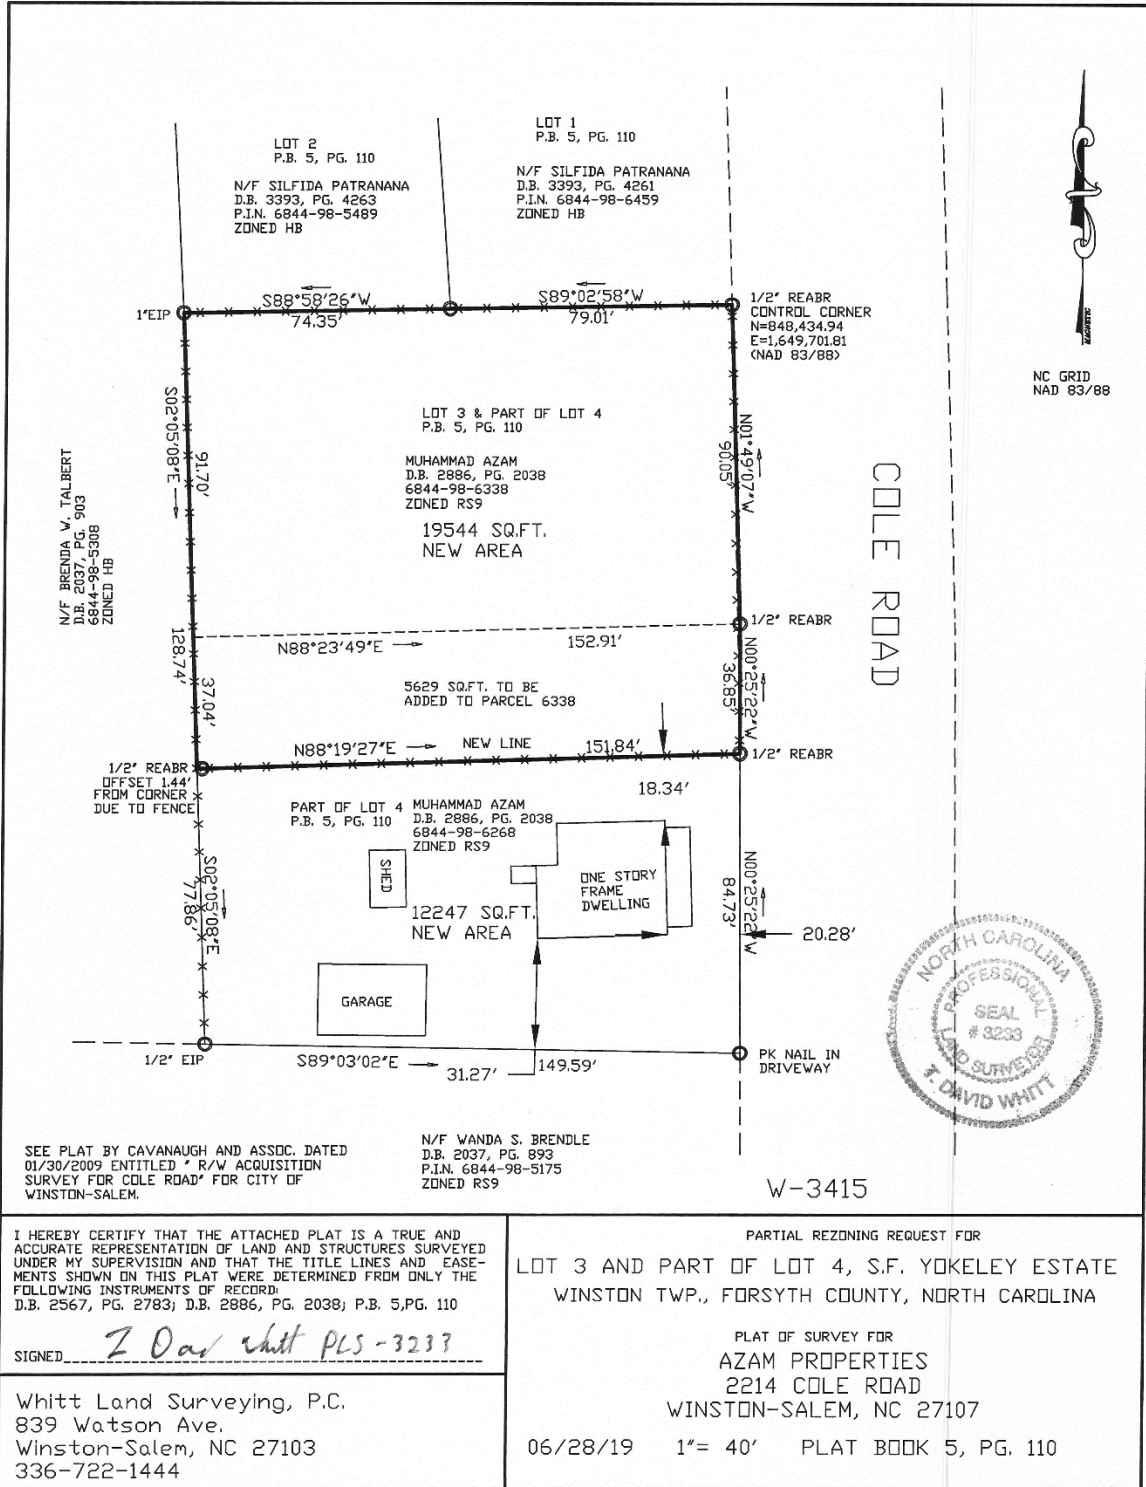 LOT 2
P.B. 5, PG. 110
N/F SILFIDA PATRANANA
D.B. 3393, PG. 4263
P.I.N. 6844-98-5489
ZONED HB
LOT 1
P.B. 5, PG. 110
N/F SILFIDA PATRANANA
D.B. 3393, PG. 4261
P.I.N. 6844-98-6459
ZONED HB
NC GRID
NAD 83/88
1"EIP
S88°58'26"W
74.35'
S89°02'58"W
79.01'
1/2" REABR
CONTROL CORNER
N=848,434.94
E=1,649,701.81
(NAD 83/88)
LOT 3 & PART OF LOT 4
P.B. 5, PG. 110
MUHAMMAD AZAM
D.B. 2886, PG. 2038
6844-98-6338
ZONED RS9
19544 SQ.FT.
NEW AREA
S02°05'08"E
91.70'
N01°49'07"W
90.05'
COLE ROAD
N/F BRENDA W. TALBERT
D.B. 2037, PG. 903
6844-98-5308
ZONED HB
1/2" REABR
N88°23'49"E
152.91'
128.74'
37.04'
5629 SQ.FT. TO BE
ADDED TO PARCEL 6338
N00°25'22"W
36.85'
N88°19'27"E
NEW LINE
151.84'
1/2" REABR
1/2" REABR
OFFSET 1.44'
FROM CORNER
DUE TO FENCE
18.34'
PART OF LOT 4
P.B. 5, PG. 110
MUHAMMAD AZAM
D.B. 2886, PG. 2038
6844-98-6268
ZONED RS9
SHED
ONE STORY
FRAME
DWELLING
12247 SQ.FT.
NEW AREA
S02°05'08"E
77.86'
N00°25'22"W
84.73'
20.28'
GARAGE
NORTH CAROLINA
PROFESSIONAL
SEAL
# 3233
LAND SURVEYOR
T. DAVID WHITT
1/2" EIP
S89°03'02"E
31.27'
149.59'
PK NAIL IN
DRIVEWAY
SEE PLAT BY CAVANAUGH AND ASSOC. DATED
01/30/2009 ENTITLED " R/W ACQUISITION
SURVEY FOR COLE ROAD" FOR CITY OF
WINSTON-SALEM.
N/F WANDA S. BRENDLE
D.B. 2037, PG. 893
P.I.N. 6844-98-5175
ZONED RS9
W-3415
I HEREBY CERTIFY THAT THE ATTACHED PLAT IS A TRUE AND
ACCURATE REPRESENTATION OF LAND AND STRUCTURES SURVEYED
UNDER MY SUPERVISION AND THAT THE TITLE LINES AND EASE-
MENTS SHOWN ON THIS PLAT WERE DETERMINED FROM ONLY THE
FOLLOWING INSTRUMENTS OF RECORD:
D.B. 2567, PG. 2783; D.B. 2886, PG. 2038; P.B. 5,PG. 110
SIGNED
PLS-3233
Whitt Land Surveying, P.C.
839 Watson Ave.
Winston-Salem, NC 27103
336-722-1444
PARTIAL REZONING REQUEST FOR
LOT 3 AND PART OF LOT 4, S.F. YOKELEY ESTATE
WINSTON TWP., FORSYTH COUNTY, NORTH CAROLINA
PLAT OF SURVEY FOR
AZAM PROPERTIES
2214 COLE ROAD
WINSTON-SALEM, NC 27107
06/28/19 1"= 40' PLAT BOOK 5, PG. 110